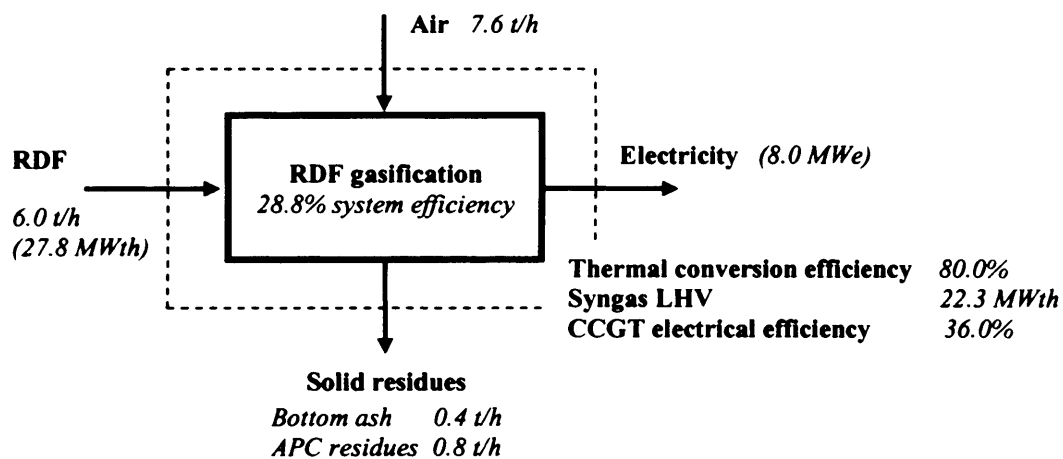 Air 7.6 t/h
RDF
6.0 t/h
(27.8 MWth)
RDF gasification
28.8% system efficiency
Electricity (8.0 MWe)
Thermal conversion efficiency 80.0%
Syngas LHV 22.3 MWth
CCGT electrical efficiency 36.0%
Solid residues
Bottom ash 0.4 t/h
APC residues 0.8 t/h